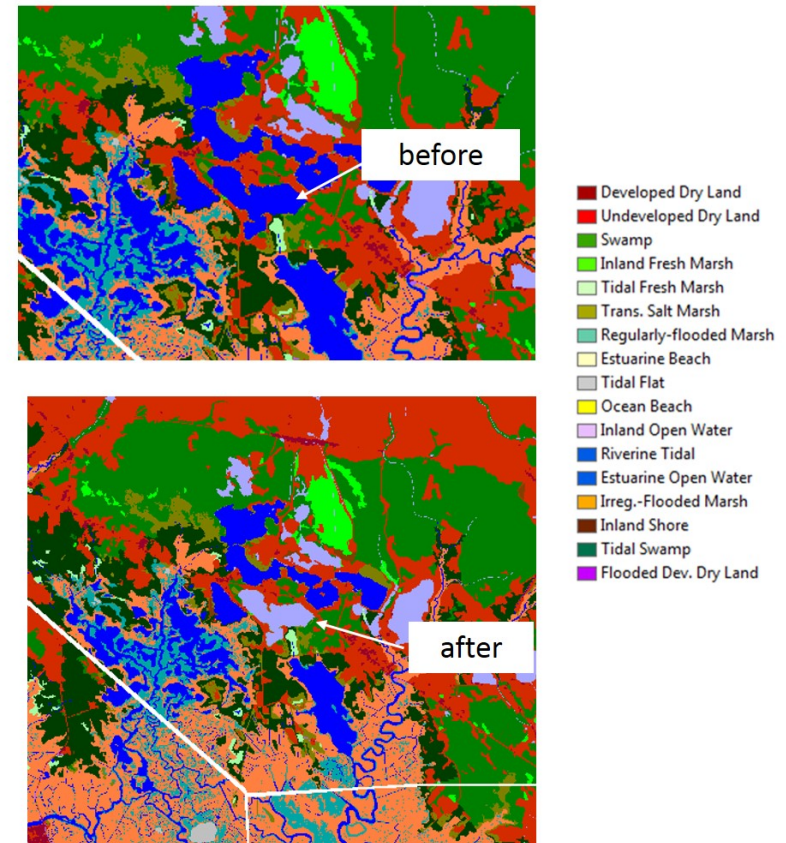 before
Developed Dry Land
Undeveloped Dry Land
Swamp
Inland Fresh Marsh
Tidal Fresh Marsh
Trans. Salt Marsh
Regularly-flooded Marsh
Estuarine Beach
Tidal Flat
Ocean Beach
Inland Open Water
Riverine Tidal
Estuarine Open Water
Irreg.-Flooded Marsh
Inland Shore
Tidal Swamp
Flooded Dev. Dry Land
after